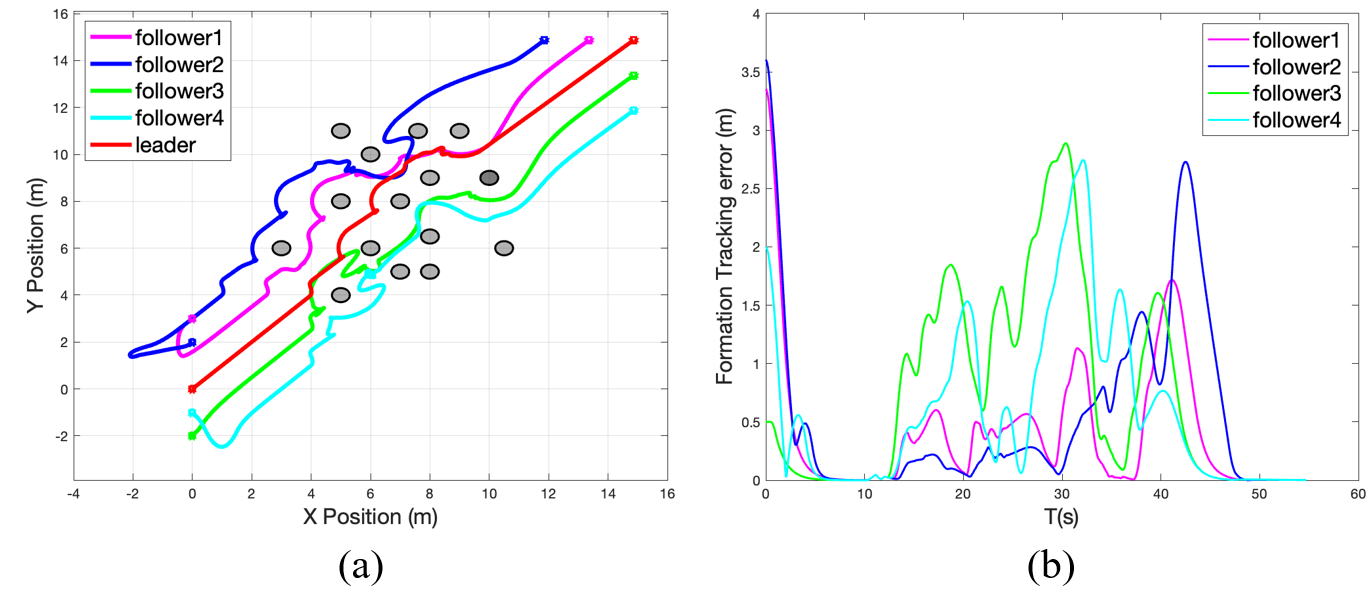 follower1
follower2
follower3
follower4
leader
16
14
12
10
8
6
4
2
0
-2
Y Position (m)
-4
-2
0
2
4
6
8
10
12
14
16
X Position (m)
(a)
follower1
follower2
follower3
follower4
4
3.5
3
2.5
2
1.5
1
0.5
0
Formation Tracking error (m)
0
10
20
30
40
50
60
T(s)
(b)